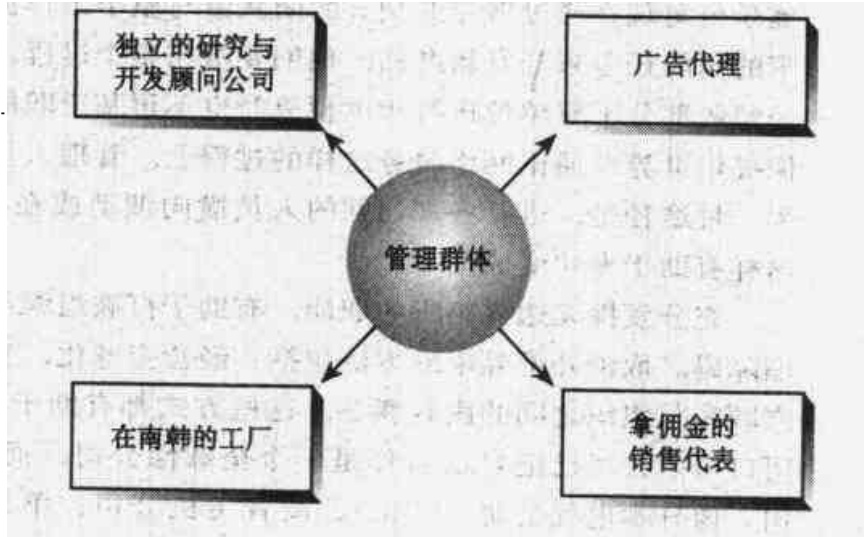 独立的研究与
开发顾问公司
广告代理
管理群体
在南韩的工厂
拿佣金的
销售代表